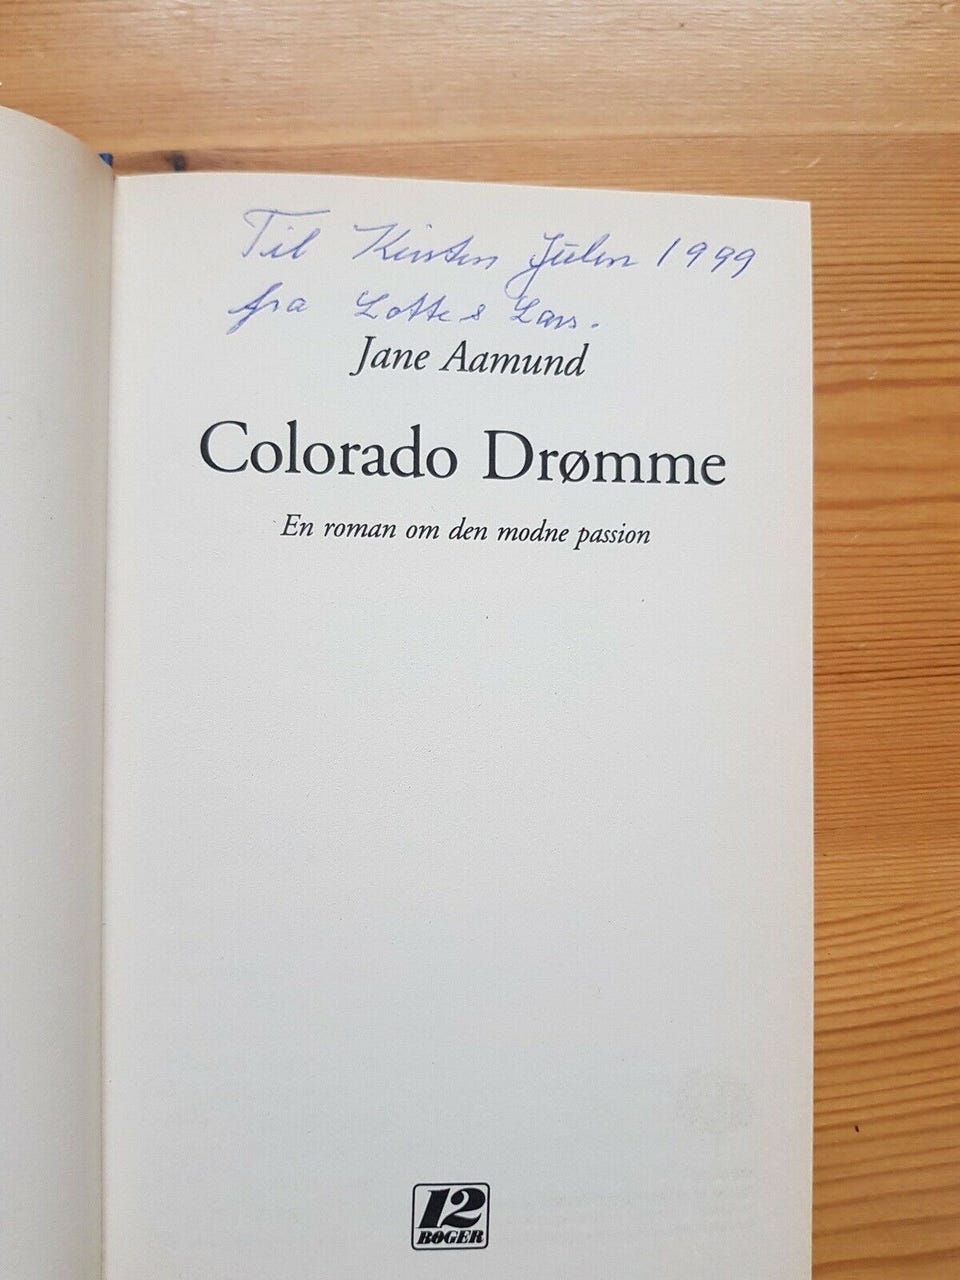 Til Kirsten Julen 1999
fra Lotte & Lars.
Jane Aamund
Colorado Drømme
En roman om den modne passion
12
BØGER